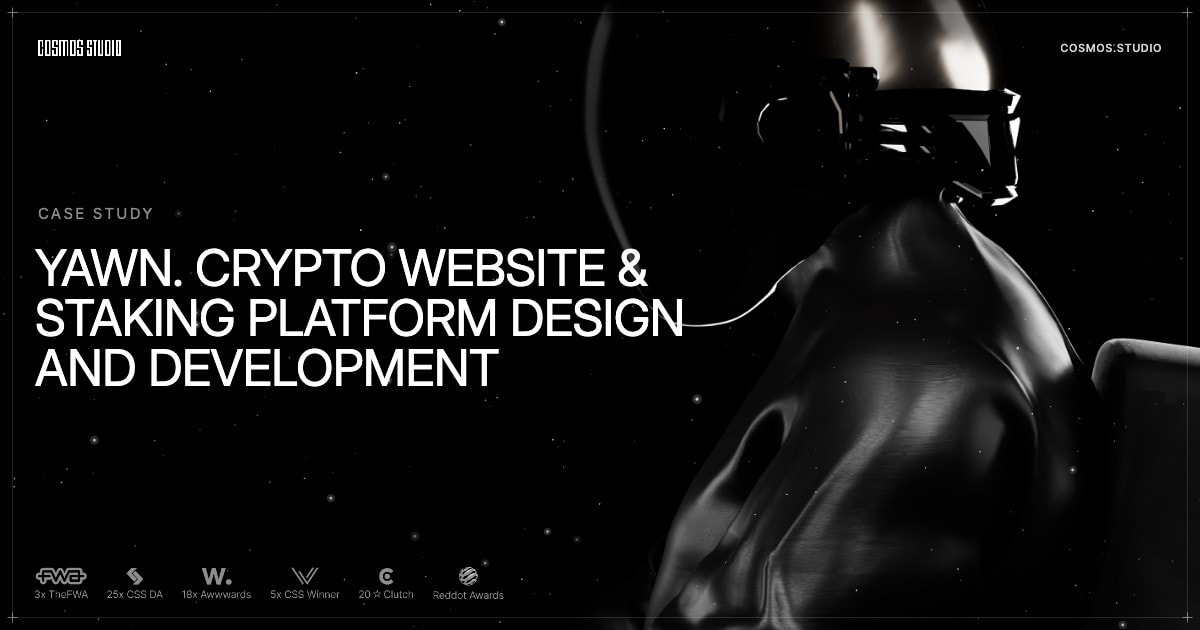 COSMOS STUDIO
COSMOS.STUDIO
CASE STUDY
YAWN. CRYPTO WEBSITE &
STAKING PLATFORM DESIGN
AND DEVELOPMENT
FWA W. C
3x TheFWA 25x CSS DA 18x Awwwards 5x CSS Winner 20 ☆ Clutch Reddot Awards